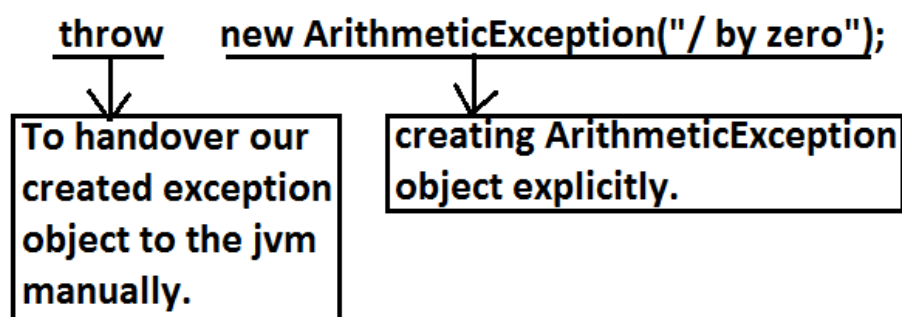 throw new ArithmeticException("/ by zero");
To handover our
created exception
object to the jvm
manually.
creating ArithmeticException
object explicitly.